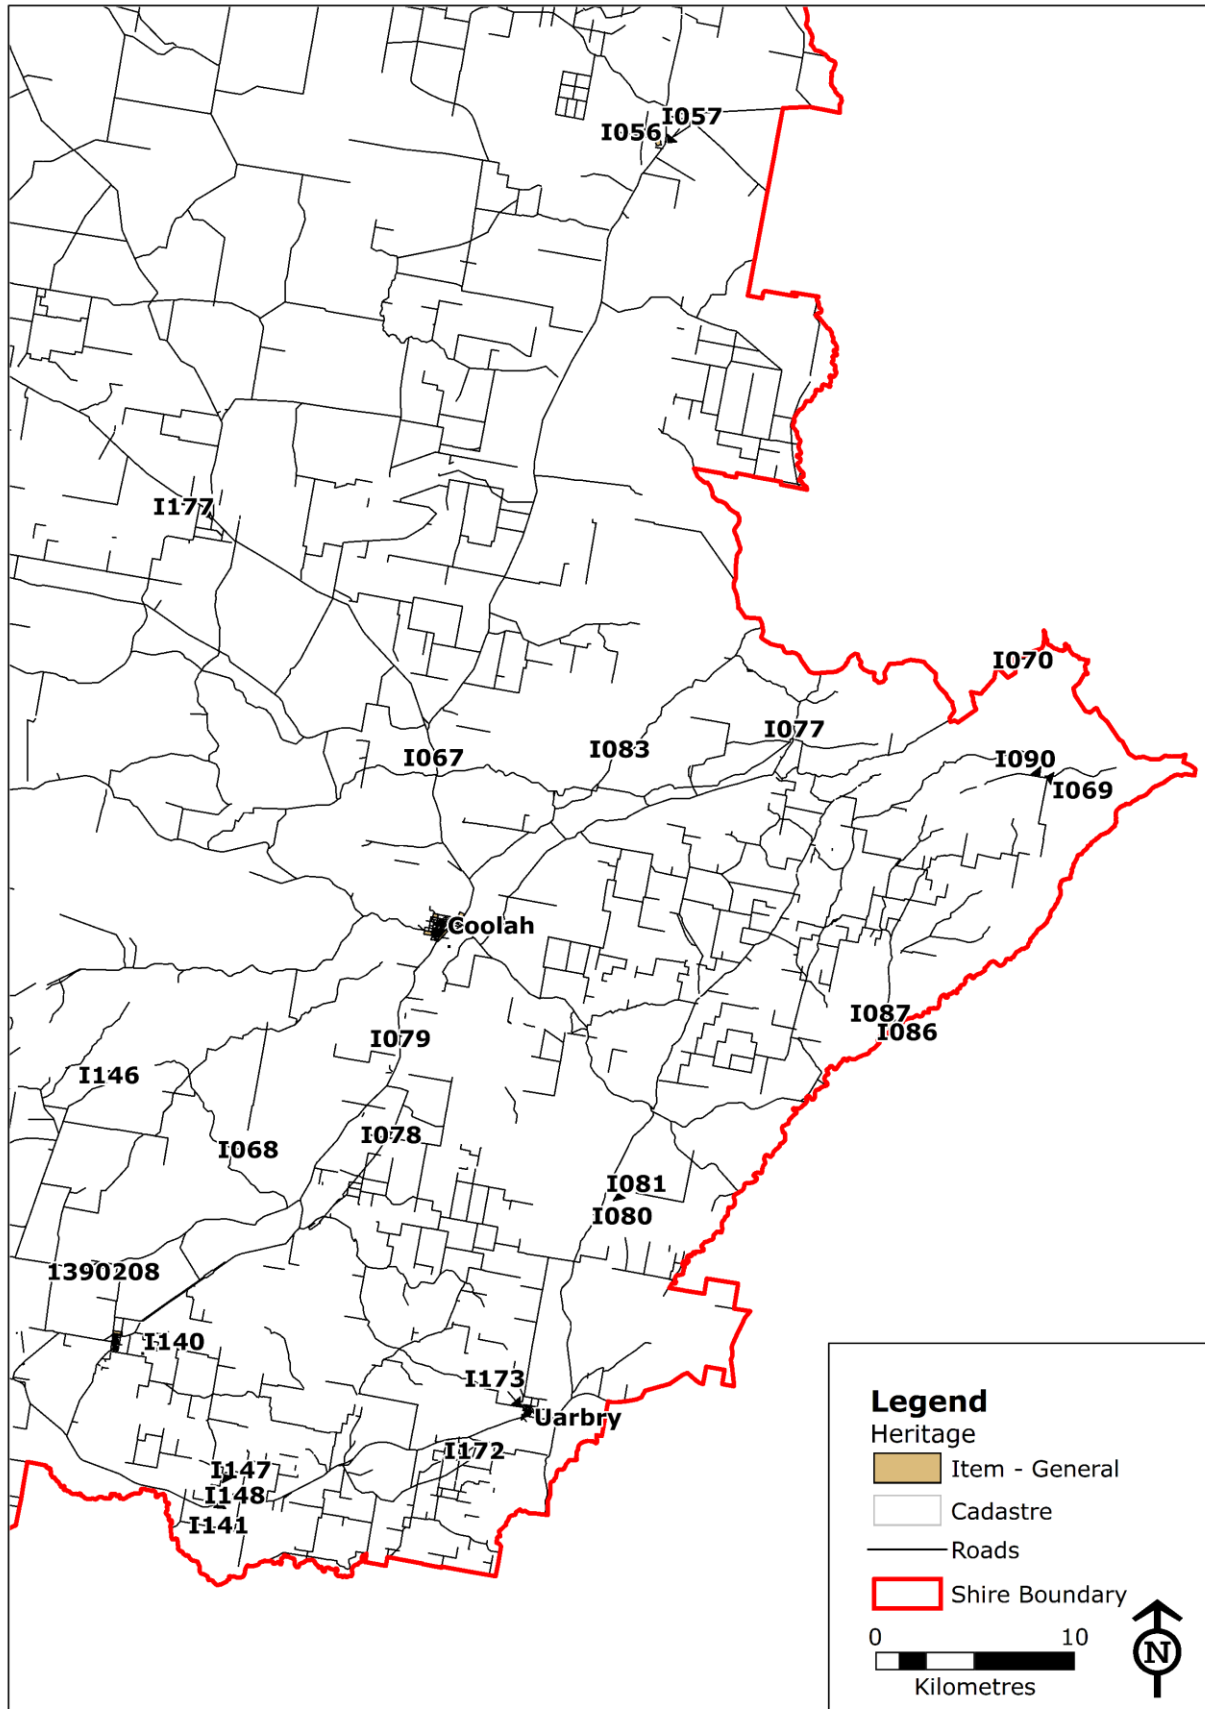 I057
I056
I177
I070
I077
I083
I067
I090
I069
Coolah
I087
I086
I079
I146
I078
I068
I081
I080
1390208
I140
I173
Uarbry
I172
I147
I148
I141
Legend
Heritage
Item - General
Cadastre
Roads
Shire Boundary
0 10
Kilometres
N